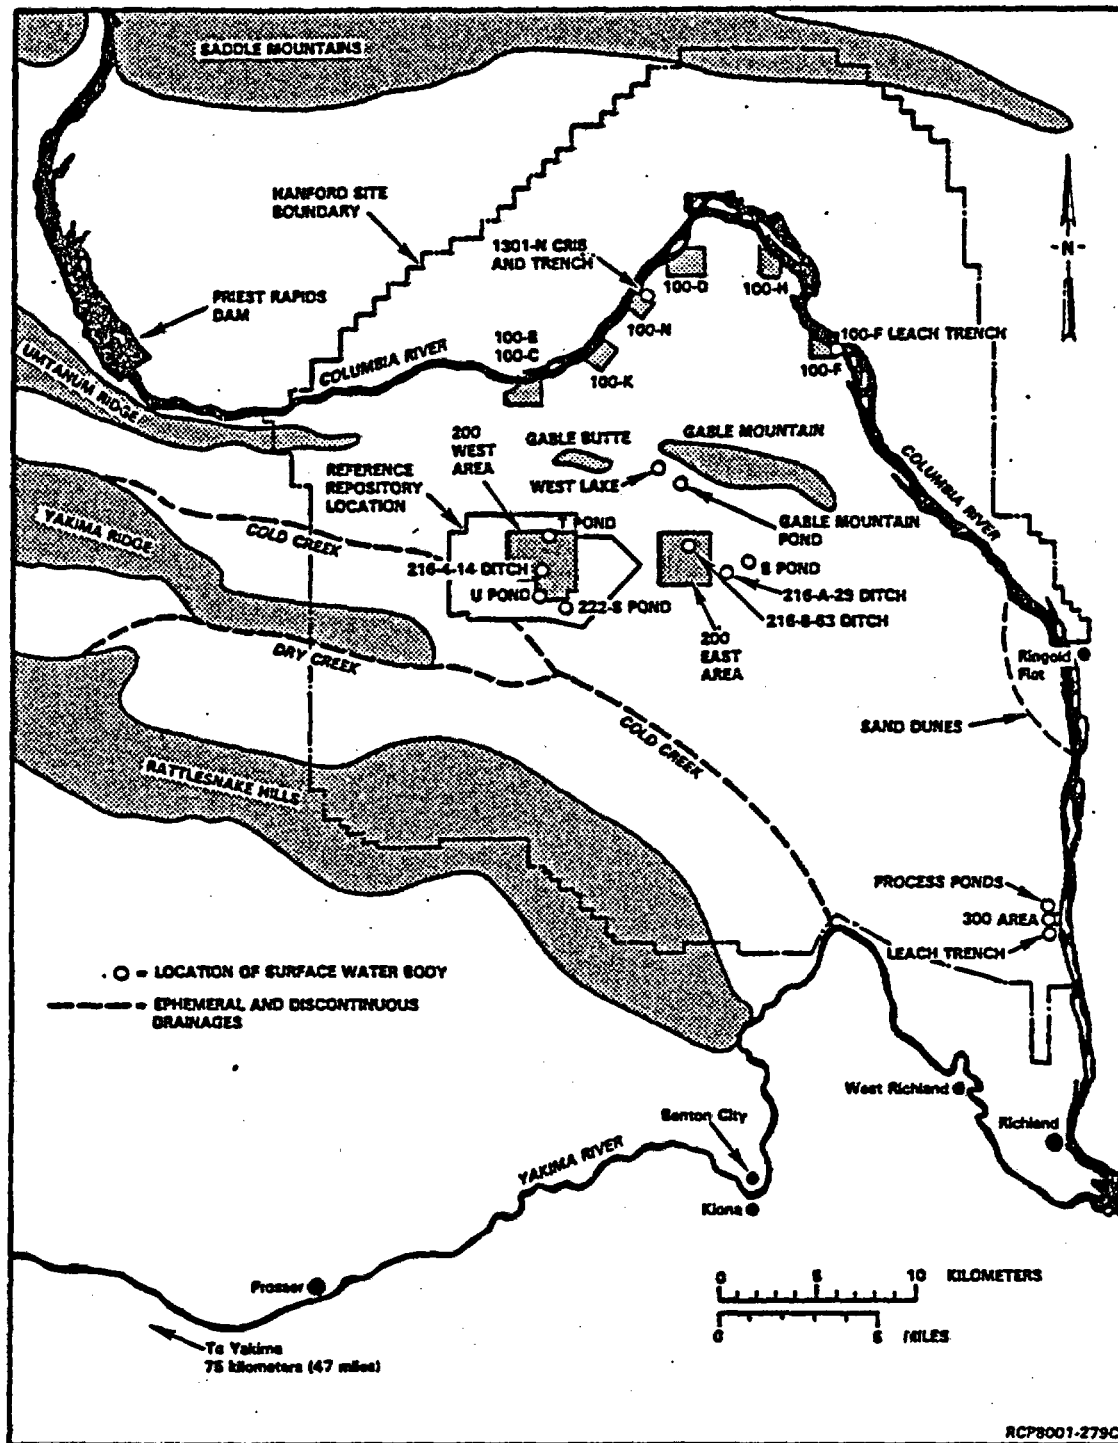 SADDLE MOUNTAINS
HANFORD SITE
BOUNDARY
1301-N CRIB
AND TRENCH
-N-
100-D
100-H
PRIEST RAPIDS
DAM
100-N
100-B
100-C
COLUMBIA RIVER
100-K
100-F LEACH TRENCH
100-F
UMTANUM RIDGE
200
WEST
AREA
GABLE BUTTE
GABLE MOUNTAIN
COLUMBIA RIVER
REFERENCE
REPOSITORY
LOCATION
WEST LAKE
YAKIMA RIDGE
COLD CREEK
T POND
GABLE MOUNTAIN
POND
216-4-14 DITCH
B POND
U POND
222-S POND
216-A-29 DITCH
216-B-63 DITCH
DRY CREEK
200
EAST
AREA
Ringold
Flat
COLD CREEK
SAND DUNES
RATTLESNAKE HILLS
PROCESS PONDS
300 AREA
LEACH TRENCH
O = LOCATION OF SURFACE WATER BODY
--- = EPHEMERAL AND DISCONTINUOUS
DRAINAGES
West Richland
Richland
Benton City
YAKIMA RIVER
Kiona
0 5 10 KILOMETERS
0 5 MILES
Prosser
To Yakima
75 kilometers (47 miles)